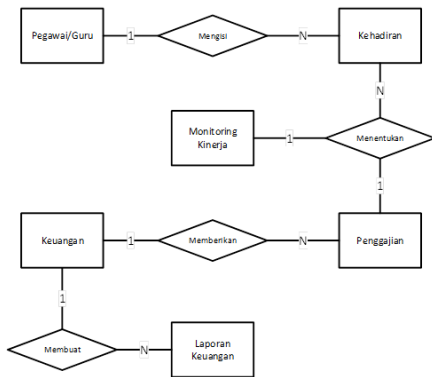 Pegawai/Guru
1
Mengisi
N
Kehadiran
N
Monitoring
Kinerja
1
Menentukan
1
Keuangan
1
Memberikan
N
Penggajian
1
Membuat
N
Laporan
Keuangan